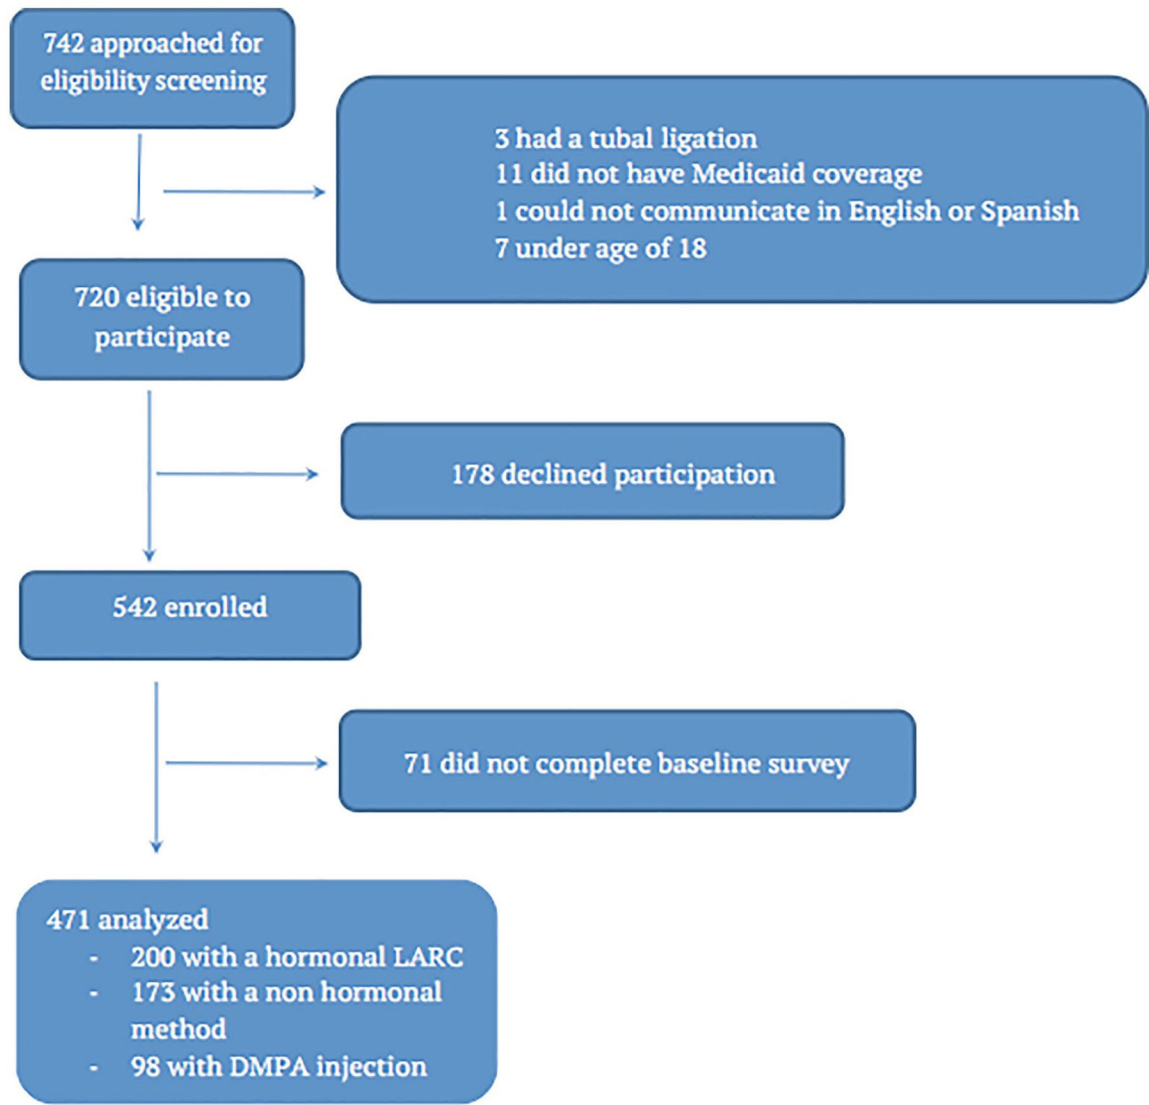 742 approached for
eligibility screening
3 had a tubal ligation
11 did not have Medicaid coverage
1 could not communicate in English or Spanish
7 under age of 18
720 eligible to
participate
178 declined participation
542 enrolled
71 did not complete baseline survey
471 analyzed
- 200 with a hormonal LARC
- 173 with a non hormonal
method
- 98 with DMPA injection